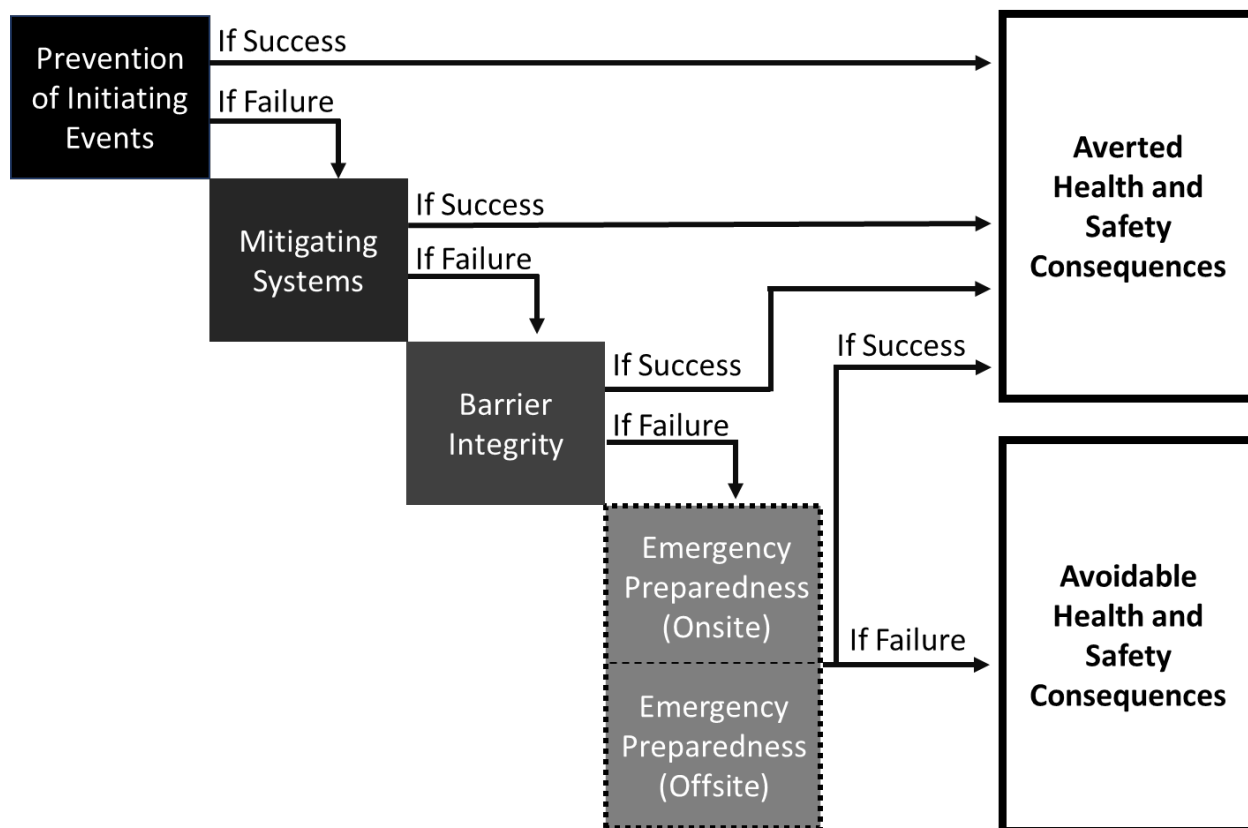 Prevention
of Initiating
Events
If Success
If Failure
Mitigating
Systems
If Success
If Failure
Barrier
Integrity
If Success
If Failure
Emergency
Preparedness
(Onsite)
Emergency
Preparedness
(Offsite)
If Success
If Failure
Averted
Health and
Safety
Consequences
Avoidable
Health and
Safety
Consequences